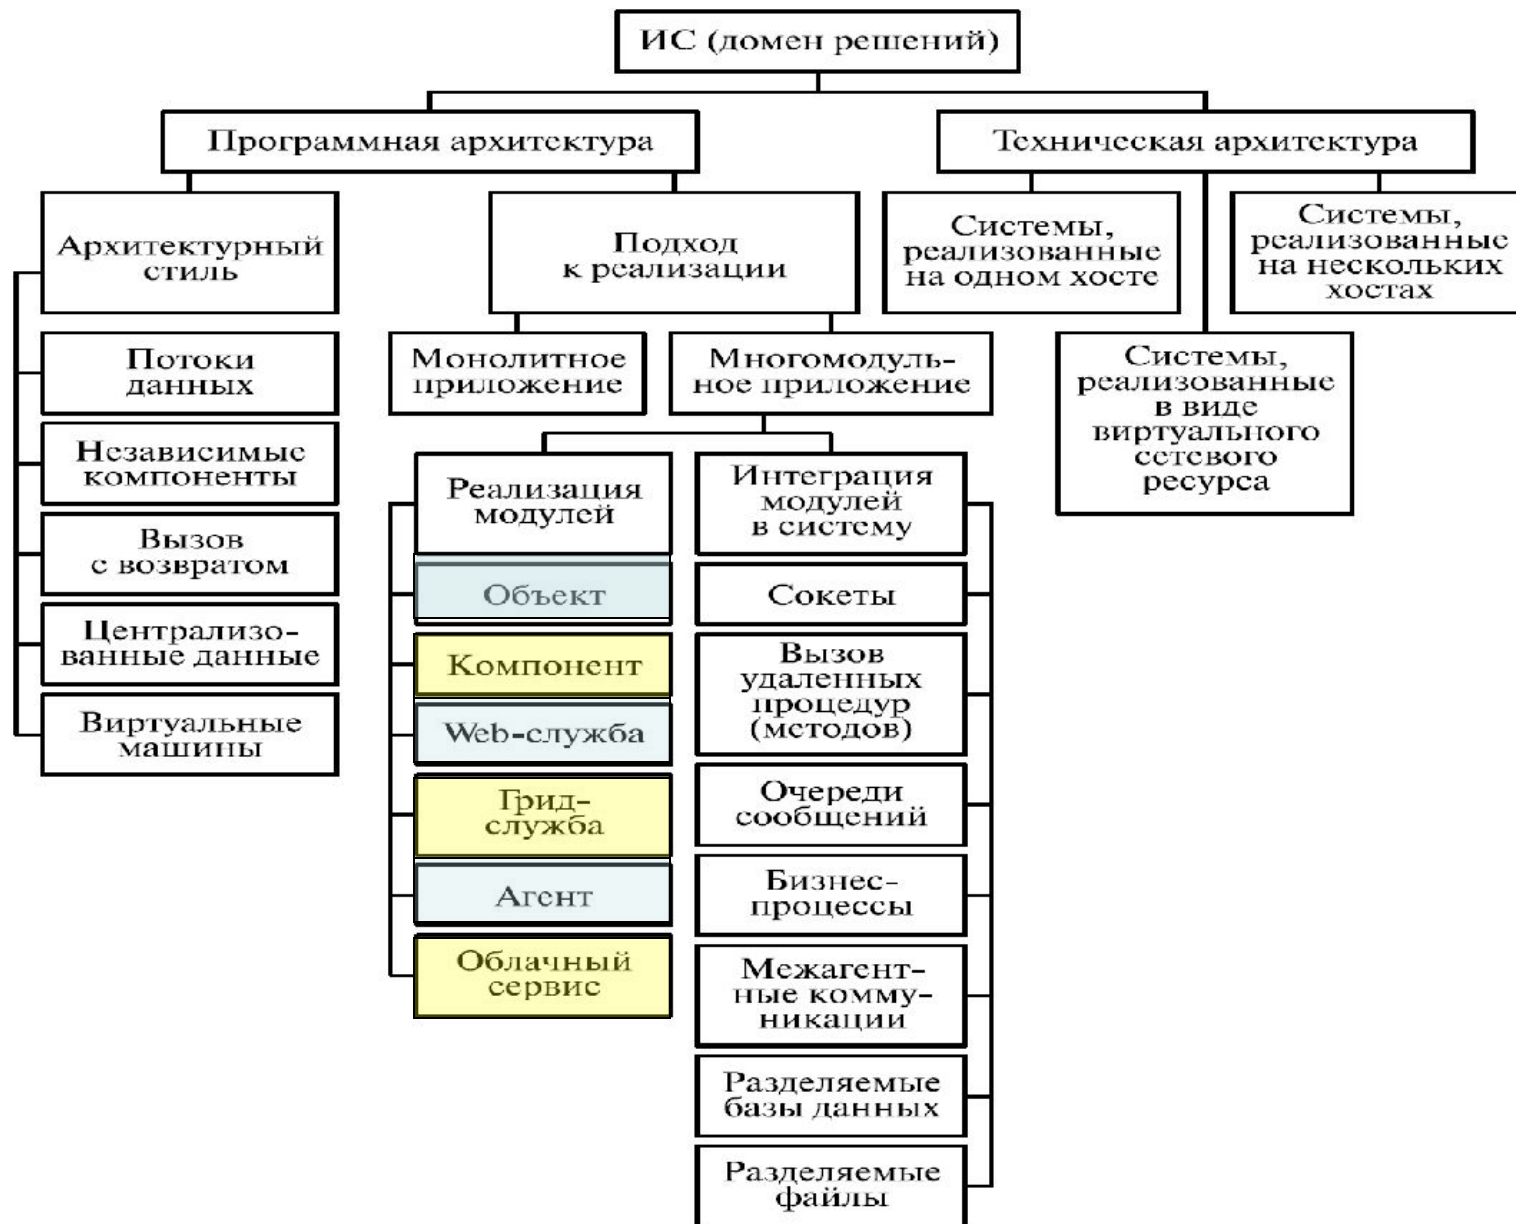 ИС (домен решений)
Программная архитектура
Техническая архитектура
Архитектурный
стиль
Подход
к реализации
Системы,
реализованные
на одном хосте
Системы,
реализованные
на нескольких
хостах
Потоки
данных
Независимые
компоненты
Вызов
с возвратом
Централизо-
ванные данные
Виртуальные
машины
Монолитное
приложение
Многомодуль-
ное приложение
Системы,
реализованные
в виде
виртуального
сетевого
ресурса
Реализация
модулей
Объект
Компонент
Web-служба
Грид-
служба
Агент
Облачный
сервис
Интеграция
модулей
в систему
Сокеты
Вызов
удаленных
процедур
(методов)
Очереди
сообщений
Бизнес-
процессы
Межагент-
ные комму-
никации
Разделяемые
базы данных
Разделяемые
файлы